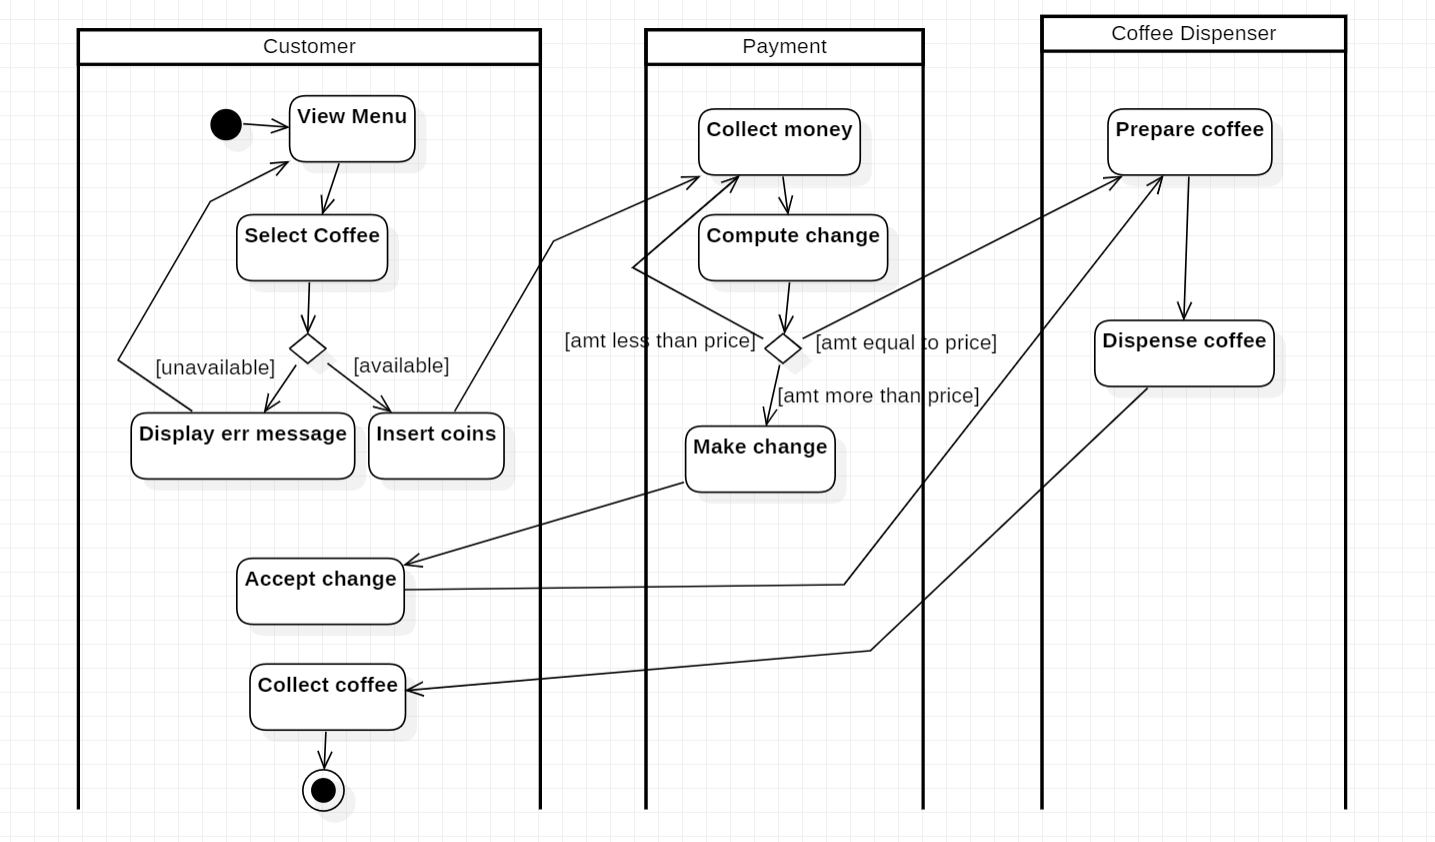 Customer
Payment
Coffee Dispenser
View Menu
Select Coffee
[unavailable]
[available]
Display err message
Insert coins
Accept change
Collect coffee
Collect money
Compute change
[amt less than price]
[amt equal to price]
[amt more than price]
Make change
Prepare coffee
Dispense coffee